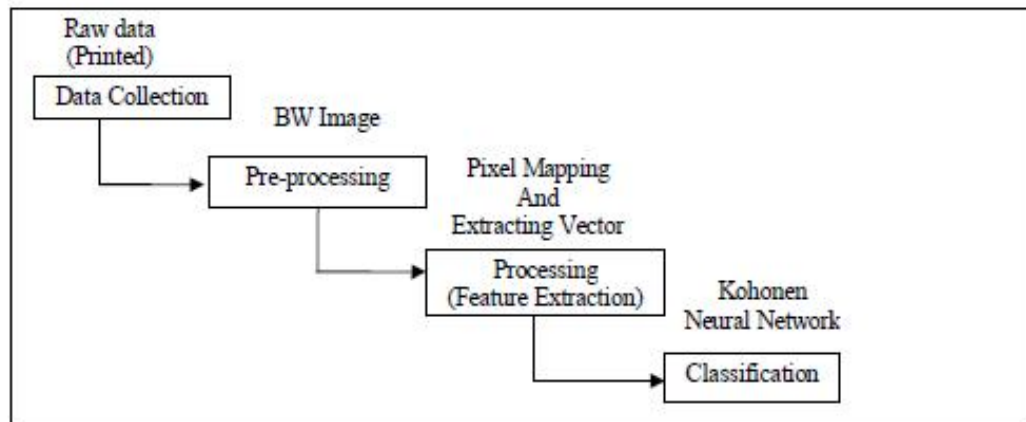 Raw data
(Printed)
Data Collection
BW Image
Pre-processing
Pixel Mapping
And
Extracting Vector
Processing
(Feature Extraction)
Kohonen
Neural Network
Classification